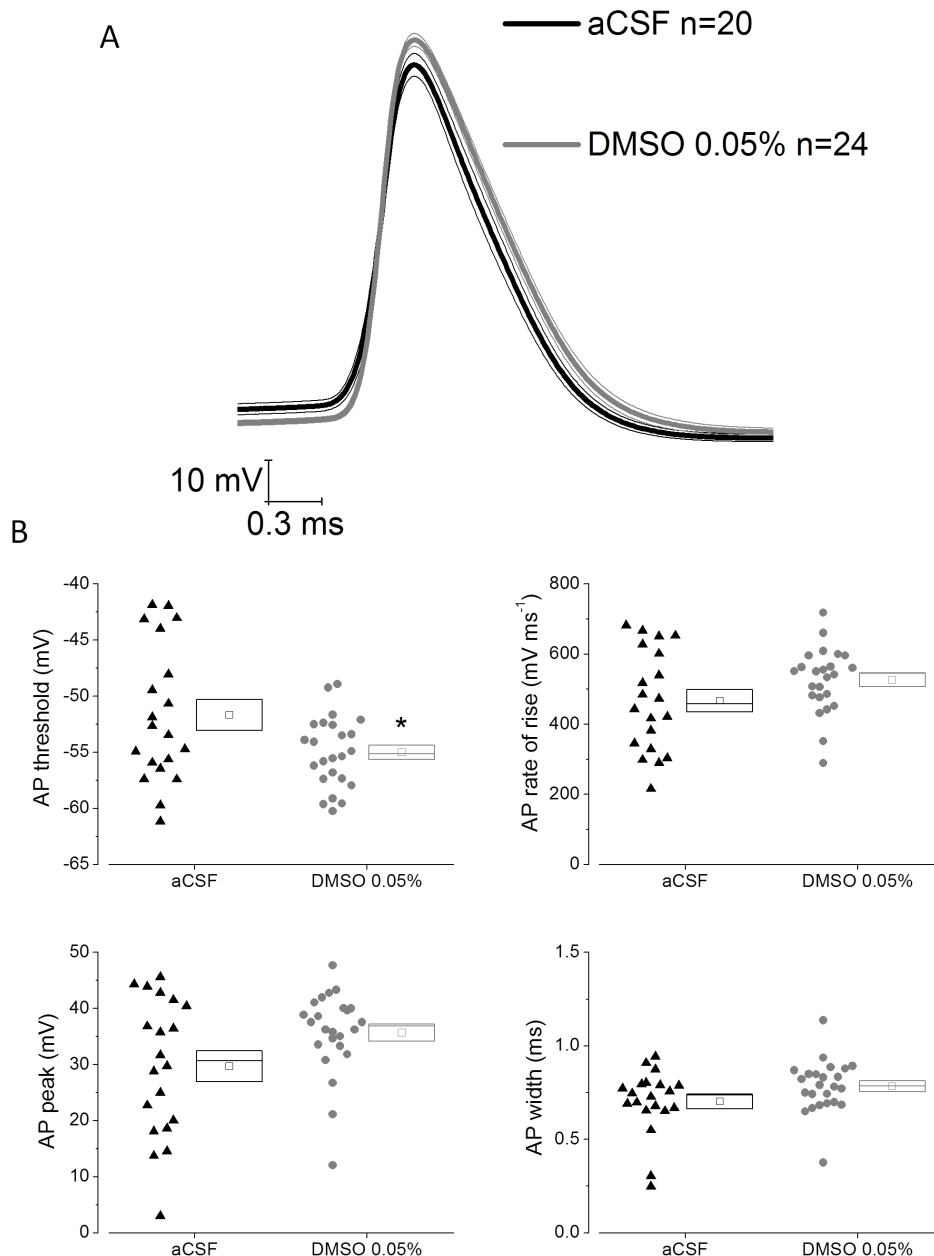 A
aCSF n=20
DMSO 0.05% n=24
10 mV
0.3 ms
B
AP threshold (mV)
-40
-45
-50
-55
-60
-65
*
aCSF
DMSO 0.05%
AP rate of rise (mV ms⁻¹)
800
600
400
200
0
aCSF
DMSO 0.05%
AP peak (mV)
50
40
30
20
10
0
aCSF
DMSO 0.05%
AP width (ms)
1.5
1.0
0.5
0.0
aCSF
DMSO 0.05%